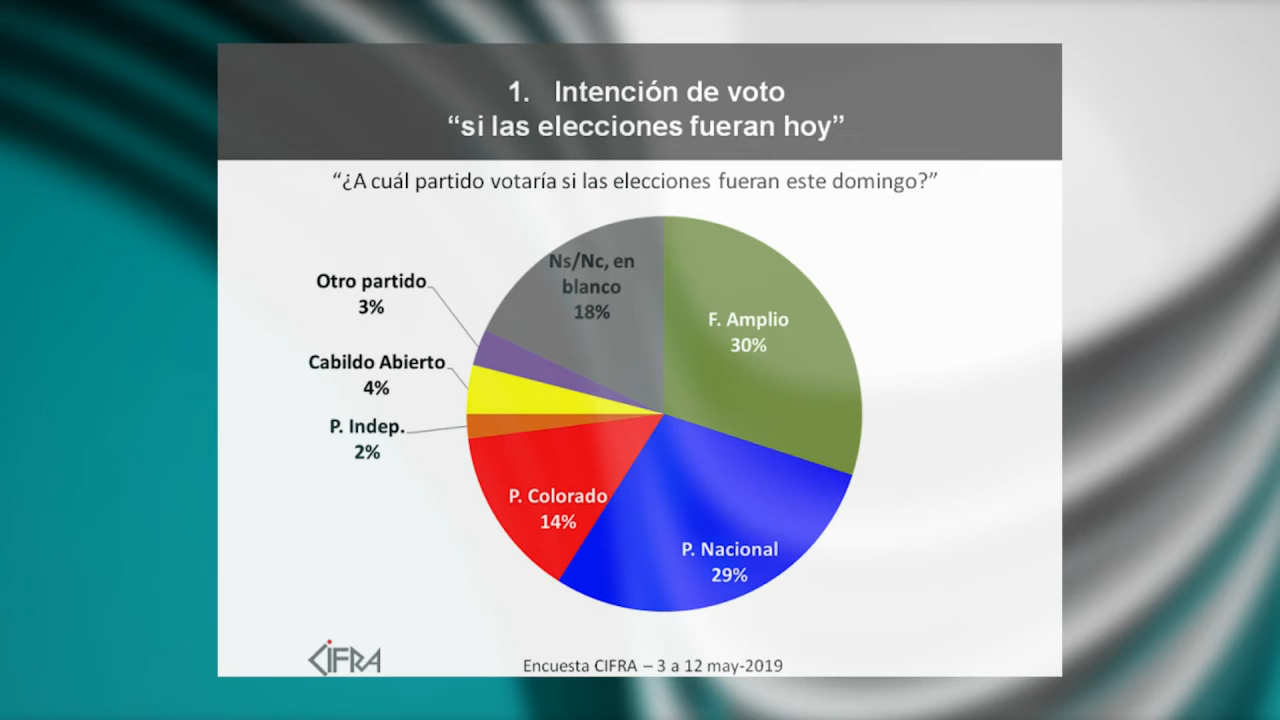 1. Intención de voto
“si las elecciones fueran hoy”
“¿A cuál partido votaría si las elecciones fueran este domingo?”
Ns/Nc, en
blanco
18%
F. Amplio
30%
Otro partido
3%
Cabildo Abierto
4%
P. Indep.
2%
P. Colorado
14%
P. Nacional
29%
CIFRA
Encuesta CIFRA – 3 a 12 may-2019